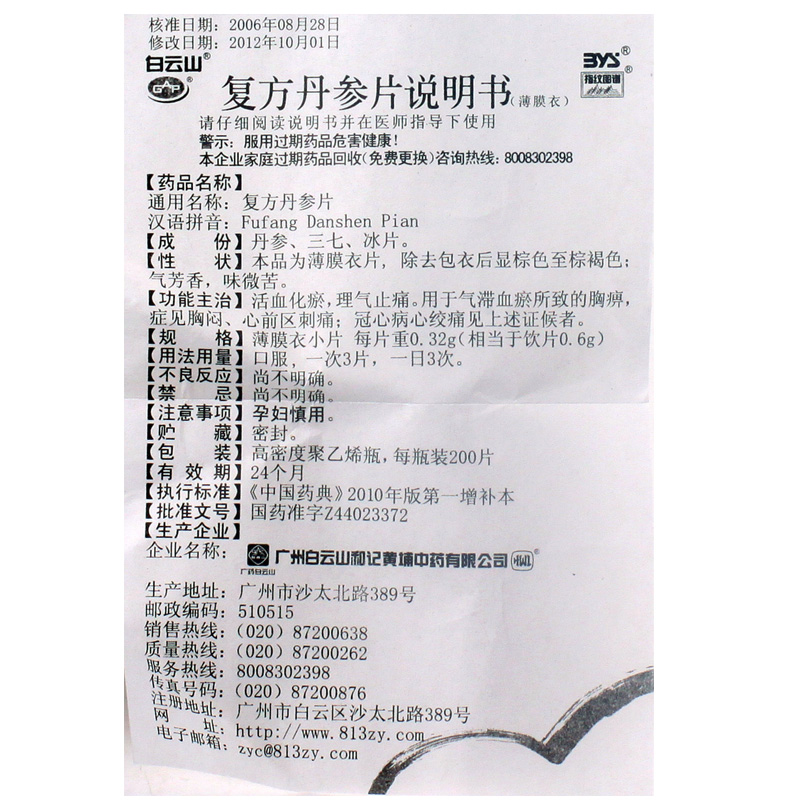 核准日期：2006年08月28日
修改日期：2012年10月01日
白云山® 3YS®
GAP® 指纹图谱®
复方丹参片说明书（薄膜衣）
请仔细阅读说明书并在医师指导下使用
警示：服用过期药品危害健康！
本企业家庭过期药品回收（免费更换）咨询热线：8008302398
【药品名称】
通用名称：复方丹参片
汉语拼音：Fufang Danshen Pian
【成　份】丹参、三七、冰片。
【性　状】本品为薄膜衣片，除去包衣后显棕色至棕褐色；
气芳香，味微苦。
【功能主治】活血化瘀，理气止痛。用于气滞血瘀所致的胸痹，
症见胸闷、心前区刺痛；冠心病心绞痛见上述证候者。
【规　格】薄膜衣小片 每片重0.32g(相当于饮片0.6g)
【用法用量】口服，一次3片，一日3次。
【不良反应】尚不明确。
【禁　忌】尚不明确。
【注意事项】孕妇慎用。
【贮　藏】密封。
【包　装】高密度聚乙烯瓶，每瓶装200片
【有 效 期】24个月
【执行标准】《中国药典》2010年版第一增补本
【批准文号】国药准字Z44023372
【生产企业】
企业名称： 广州白云山和记黄埔中药有限公司 HWL®
广药白云山
生产地址：广州市沙太北路389号
邮政编码：510515
销售热线：(020) 87200638
质量热线：(020) 87200262
服务热线：8008302398
传真号码：(020) 87200876
注册地址：广州市白云区沙太北路389号
网　址：http://www.813zy.com
电子邮箱：zyc@813zy.com